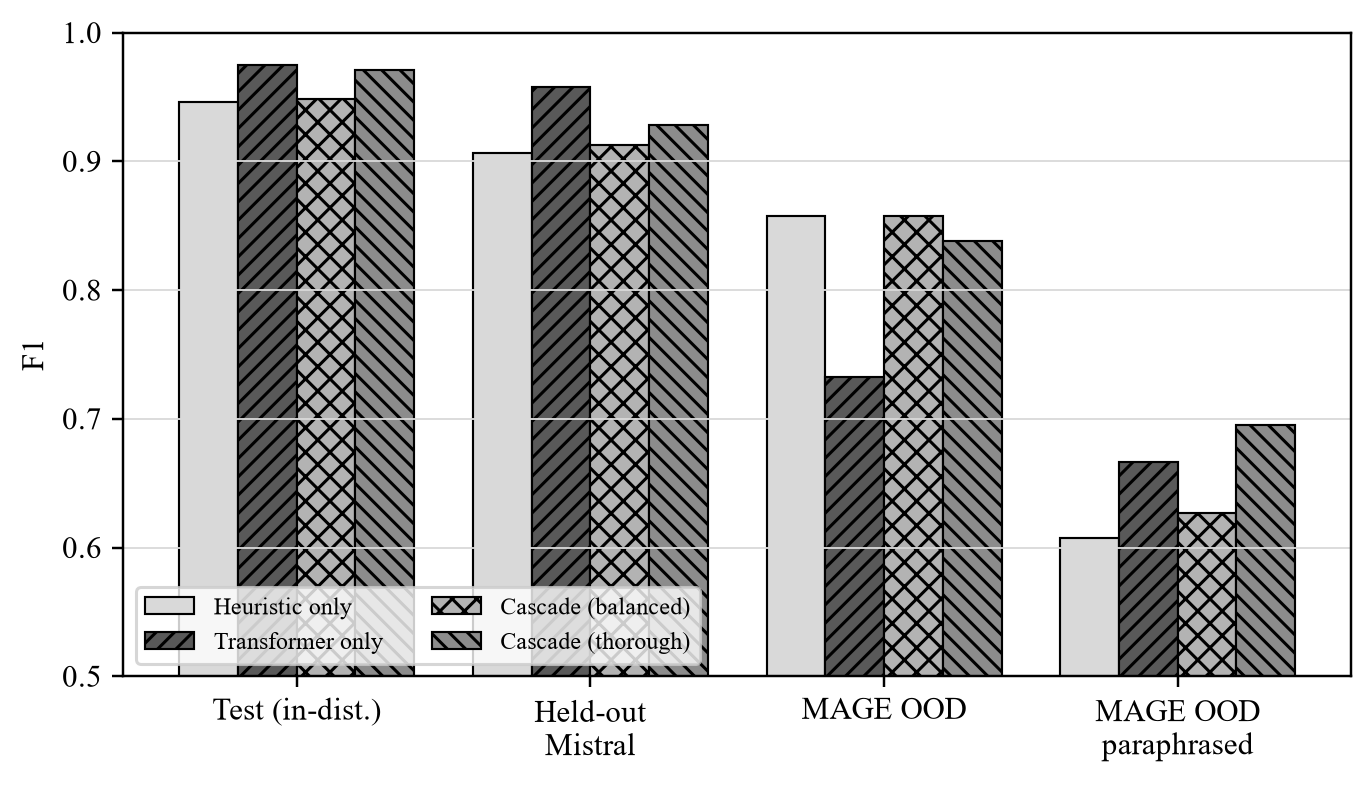 1.0
0.9
0.8
0.7
0.6
0.5
F1
Heuristic only
Transformer only
Cascade (balanced)
Cascade (thorough)
Test (in-dist.)
Held-out
Mistral
MAGE OOD
MAGE OOD
paraphrased